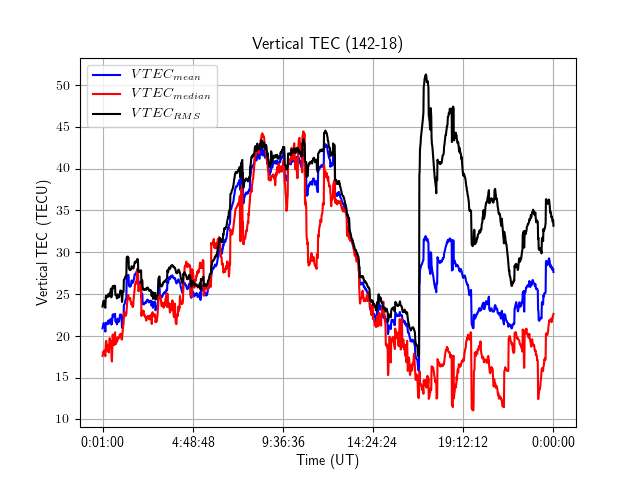 Vertical TEC (142-18)
VTEC_mean
VTEC_median
VTEC_RMS
50
45
40
35
30
25
20
15
10
Vertical TEC (TECU)
0:01:00 4:48:48 9:36:36 14:24:24 19:12:12 0:00:00
Time (UT)